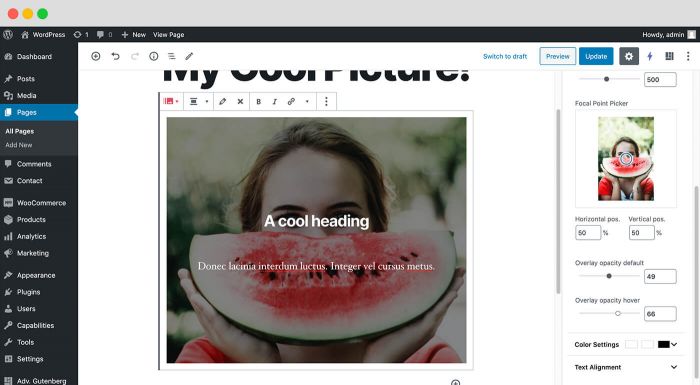 WordPress
1
0
New
View Page
Howdy, admin
Dashboard
Switch to draft
Preview
Update
Posts
Media
Pages
All Pages
Add New
Comments
Contact
WooCommerce
Products
Analytics
Marketing
Appearance
Plugins
Users
Capabilities
Tools
Settings
Adv. Gutenberg
My Cool Picture!
B
I
A cool heading
Donec lacinia interdum luctus. Integer vel cursus metus.
500
Focal Point Picker
Horizontal pos.
Vertical pos.
50 %
50 %
Overlay opacity default
49
Overlay opacity hover
66
Color Settings
Text Alignment